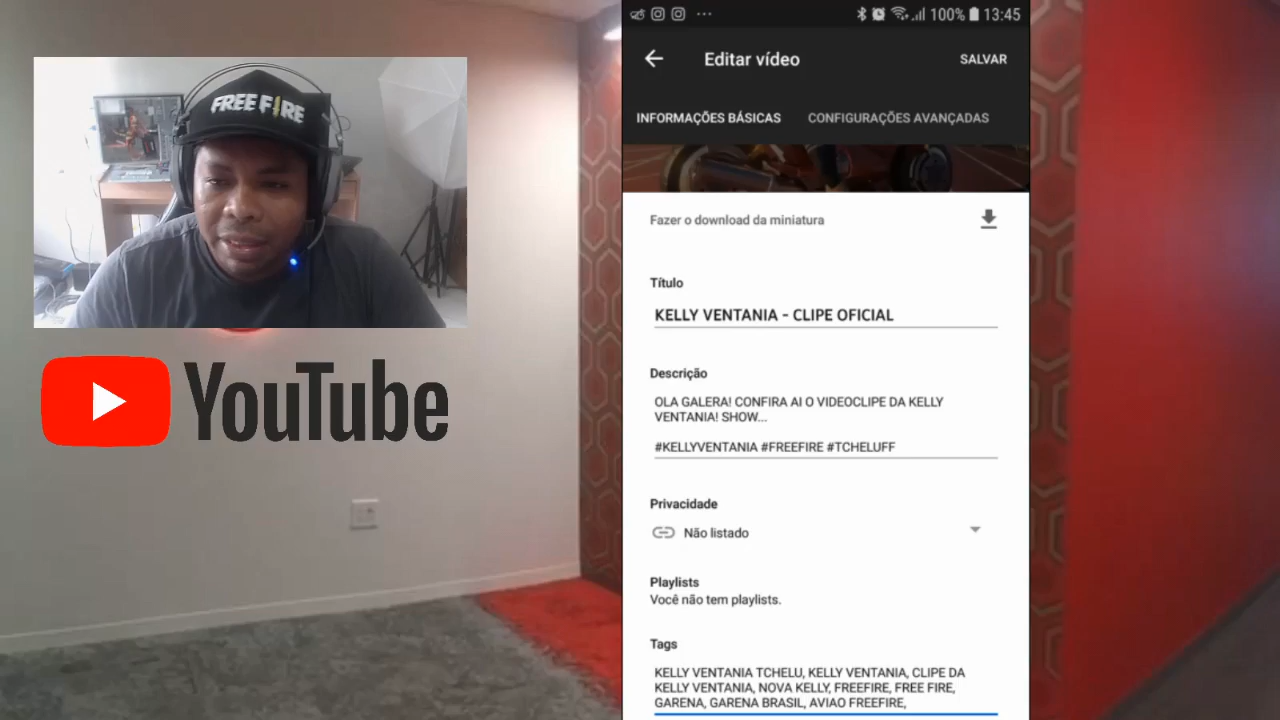 FREE FIRE
YouTube
100% 13:45
Editar vídeo
SALVAR
INFORMAÇÕES BÁSICAS
CONFIGURAÇÕES AVANÇADAS
Fazer o download da miniatura
Título
KELLY VENTANIA - CLIPE OFICIAL
Descrição
OLA GALERA! CONFIRA AI O VIDEOCLIPE DA KELLY
VENTANIA! SHOW...
#KELLYVENTANIA #FREEFIRE #TCHELUFF
Privacidade
Não listado
Playlists
Você não tem playlists.
Tags
KELLY VENTANIA TCHELU, KELLY VENTANIA, CLIPE DA
KELLY VENTANIA, NOVA KELLY, FREEFIRE, FREE FIRE,
GARENA, GARENA BRASIL, AVIAO FREEFIRE,